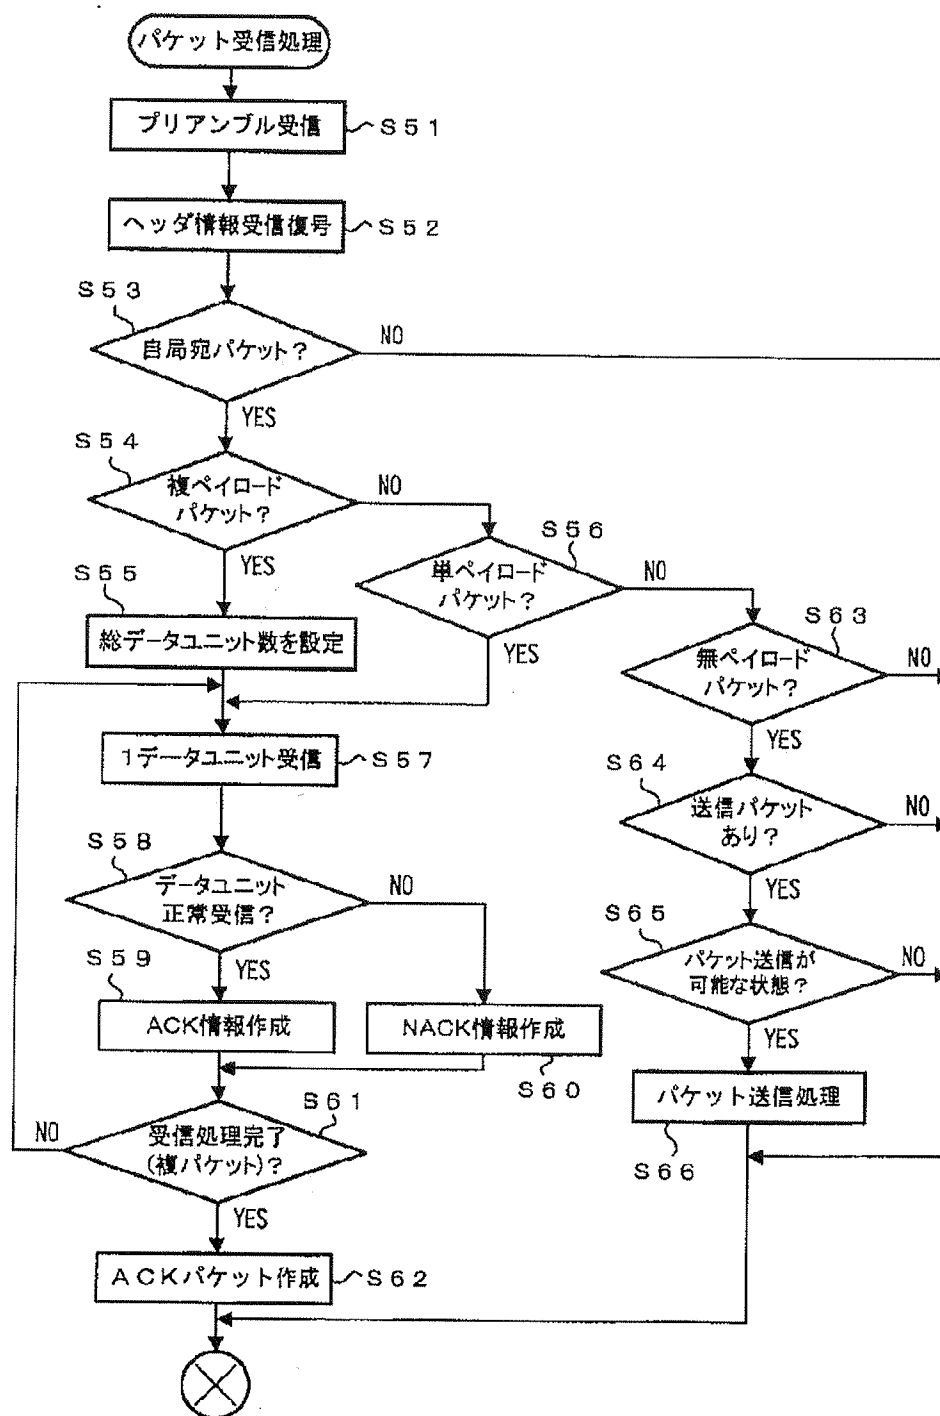 パケット受信処理
プリアンブル受信
S51
ヘッダ情報受信復号
S52
S53
自局宛パケット?
NO
YES
S54
複ペイロード
パケット?
NO
YES
S55
総データユニット数を設定
S56
単ペイロード
パケット?
NO
YES
S63
無ペイロード
パケット?
NO
YES
1データユニット受信
S57
S64
送信パケット
あり?
NO
YES
S58
データユニット
正常受信?
NO
YES
S65
パケット送信が
可能な状態?
NO
YES
S59
ACK情報作成
NACK情報作成
S60
パケット送信処理
S66
S61
受信処理完了
(複パケット)?
NO
YES
ACKパケット作成
S62